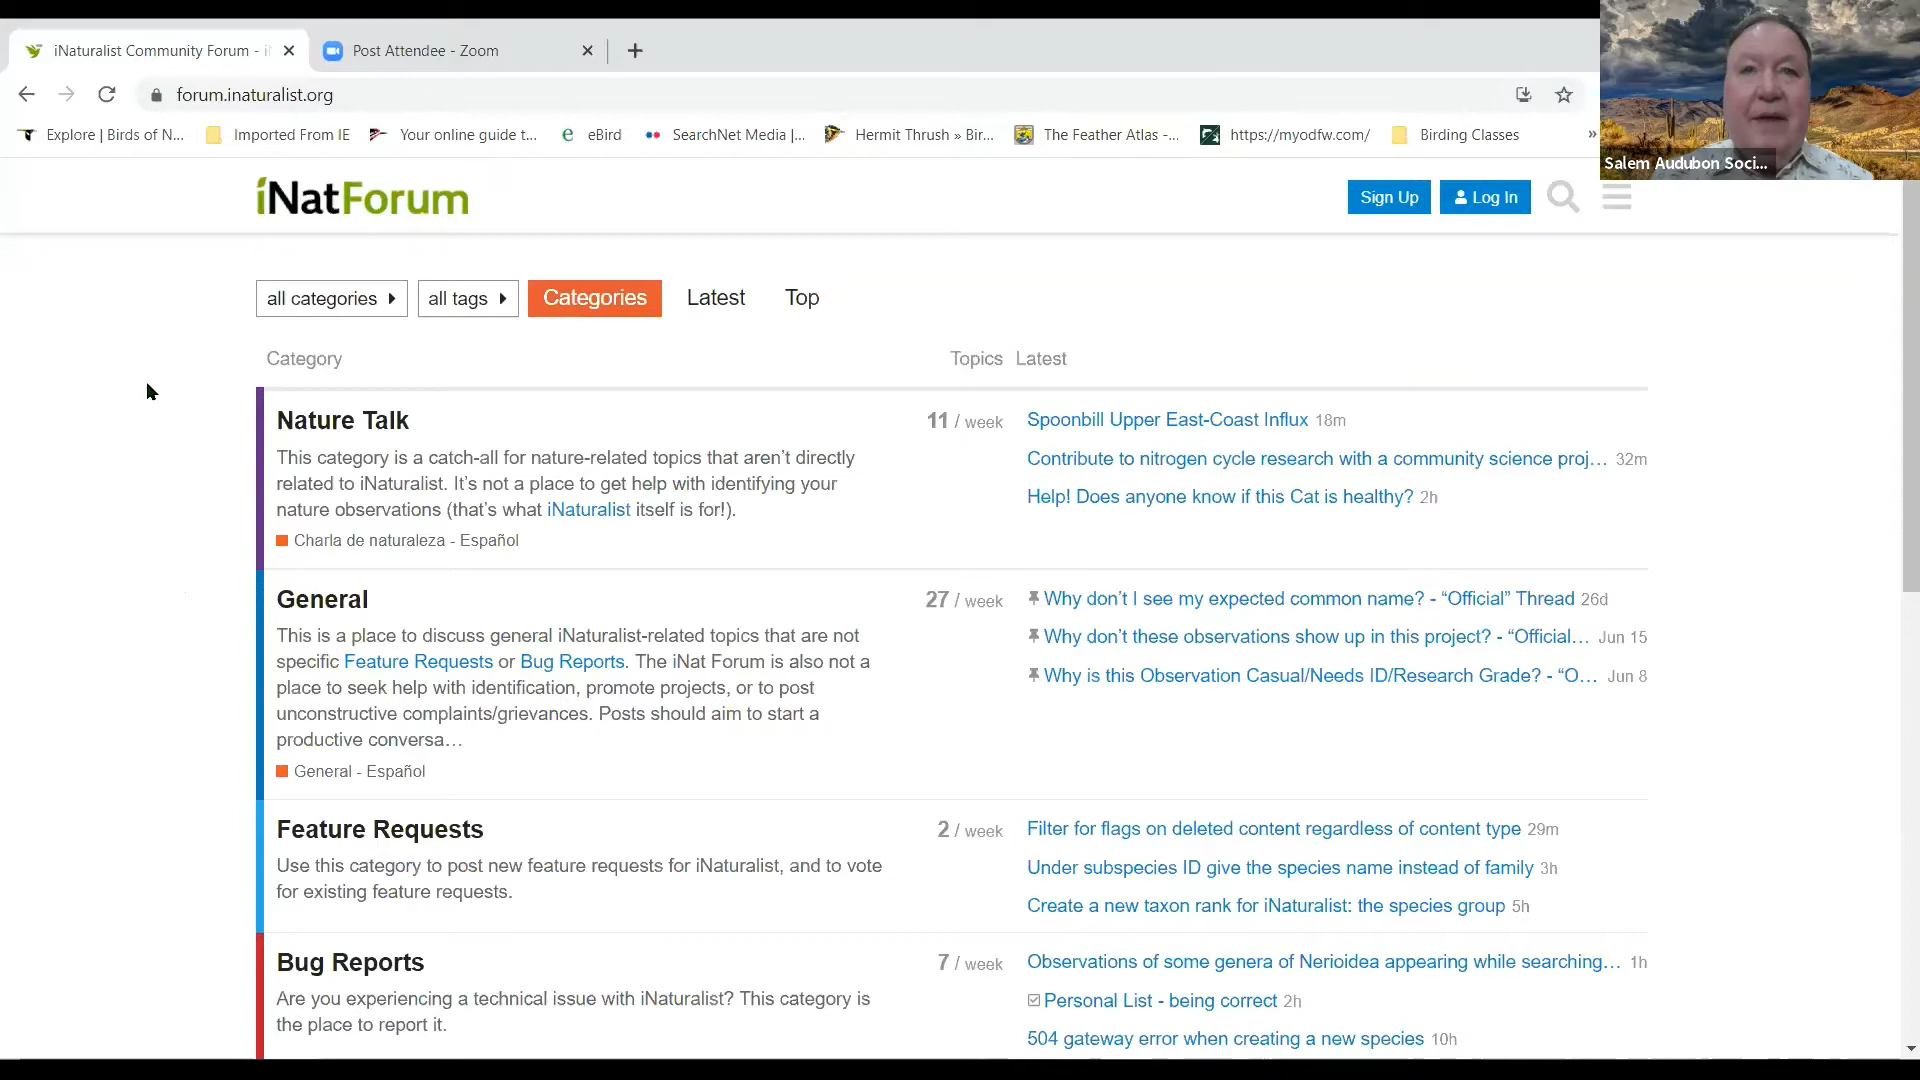 iNaturalist Community Forum - i
Post Attendee - Zoom
forum.inaturalist.org
Explore | Birds of N...
Imported From IE
Your online guide t...
eBird
SearchNet Media |...
Hermit Thrush » Bir...
The Feather Atlas -...
https://myodfw.com/
Birding Classes
»
Salem Audubon Soci...
iNatForum
Sign Up
Log In
all categories
all tags
Categories
Latest
Top
Category
Topics
Latest
Nature Talk
11 / week
This category is a catch-all for nature-related topics that aren’t directly
related to iNaturalist. It’s not a place to get help with identifying your
nature observations (that’s what iNaturalist itself is for!).
Charla de naturaleza - Español
Spoonbill Upper East-Coast Influx 18m
Contribute to nitrogen cycle research with a community science proj… 32m
Help! Does anyone know if this Cat is healthy? 2h
General
27 / week
This is a place to discuss general iNaturalist-related topics that are not
specific Feature Requests or Bug Reports. The iNat Forum is also not a
place to seek help with identification, promote projects, or to post
unconstructive complaints/grievances. Posts should aim to start a
productive conversa…
General - Español
Why don’t I see my expected common name? - “Official” Thread 26d
Why don’t these observations show up in this project? - “Official… Jun 15
Why is this Observation Casual/Needs ID/Research Grade? - “O… Jun 8
Feature Requests
2 / week
Use this category to post new feature requests for iNaturalist, and to vote
for existing feature requests.
Filter for flags on deleted content regardless of content type 29m
Under subspecies ID give the species name instead of family 3h
Create a new taxon rank for iNaturalist: the species group 5h
Bug Reports
7 / week
Are you experiencing a technical issue with iNaturalist? This category is
the place to report it.
Observations of some genera of Nerioidea appearing while searching… 1h
Personal List - being correct 2h
504 gateway error when creating a new species 10h